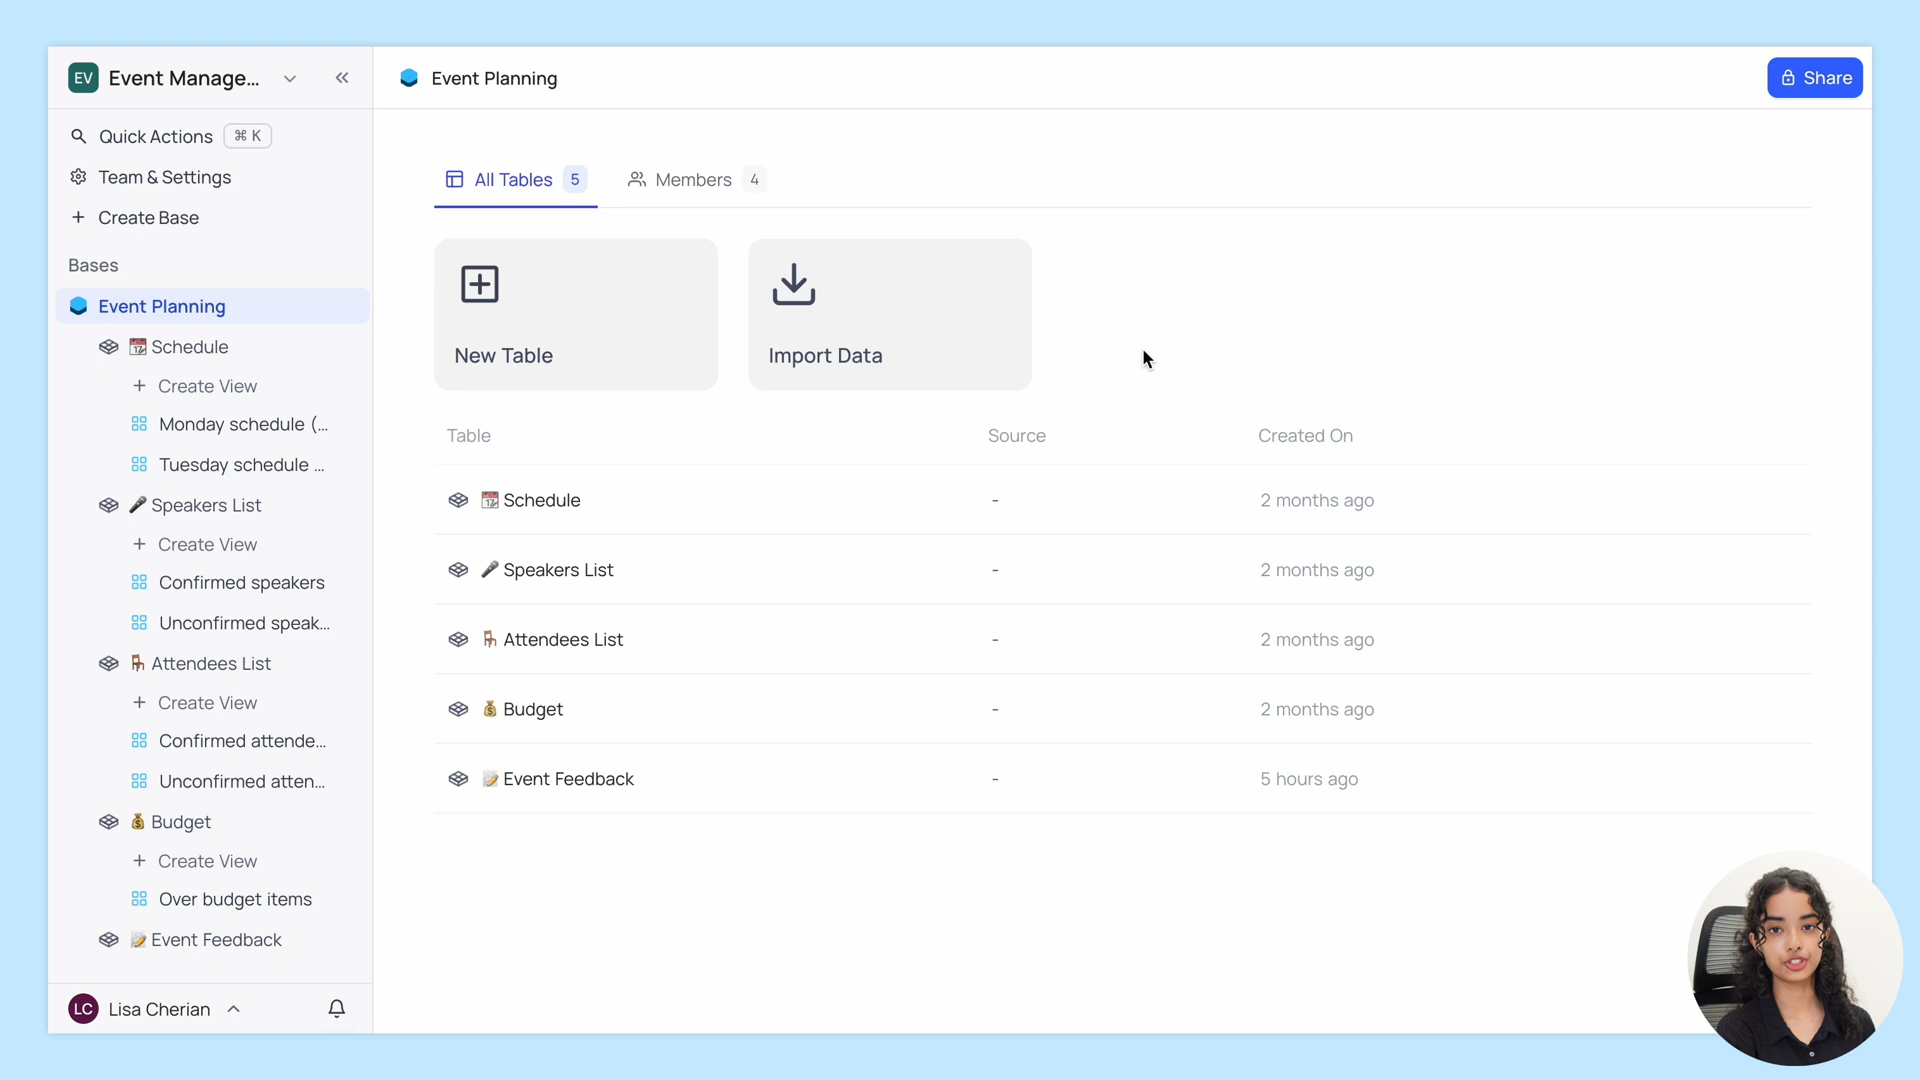 EV Event Manage...
Quick Actions ⌘ K
Team & Settings
Create Base
Bases
Event Planning
Schedule
Create View
Monday schedule (...
Tuesday schedule ...
Speakers List
Create View
Confirmed speakers
Unconfirmed speak...
Attendees List
Create View
Confirmed attende...
Unconfirmed atten...
Budget
Create View
Over budget items
Event Feedback
LC Lisa Cherian
Event Planning
Share
All Tables 5 Members 4
New Table
Import Data
Table Source Created On
Schedule - 2 months ago
Speakers List - 2 months ago
Attendees List - 2 months ago
Budget - 2 months ago
Event Feedback - 5 hours ago